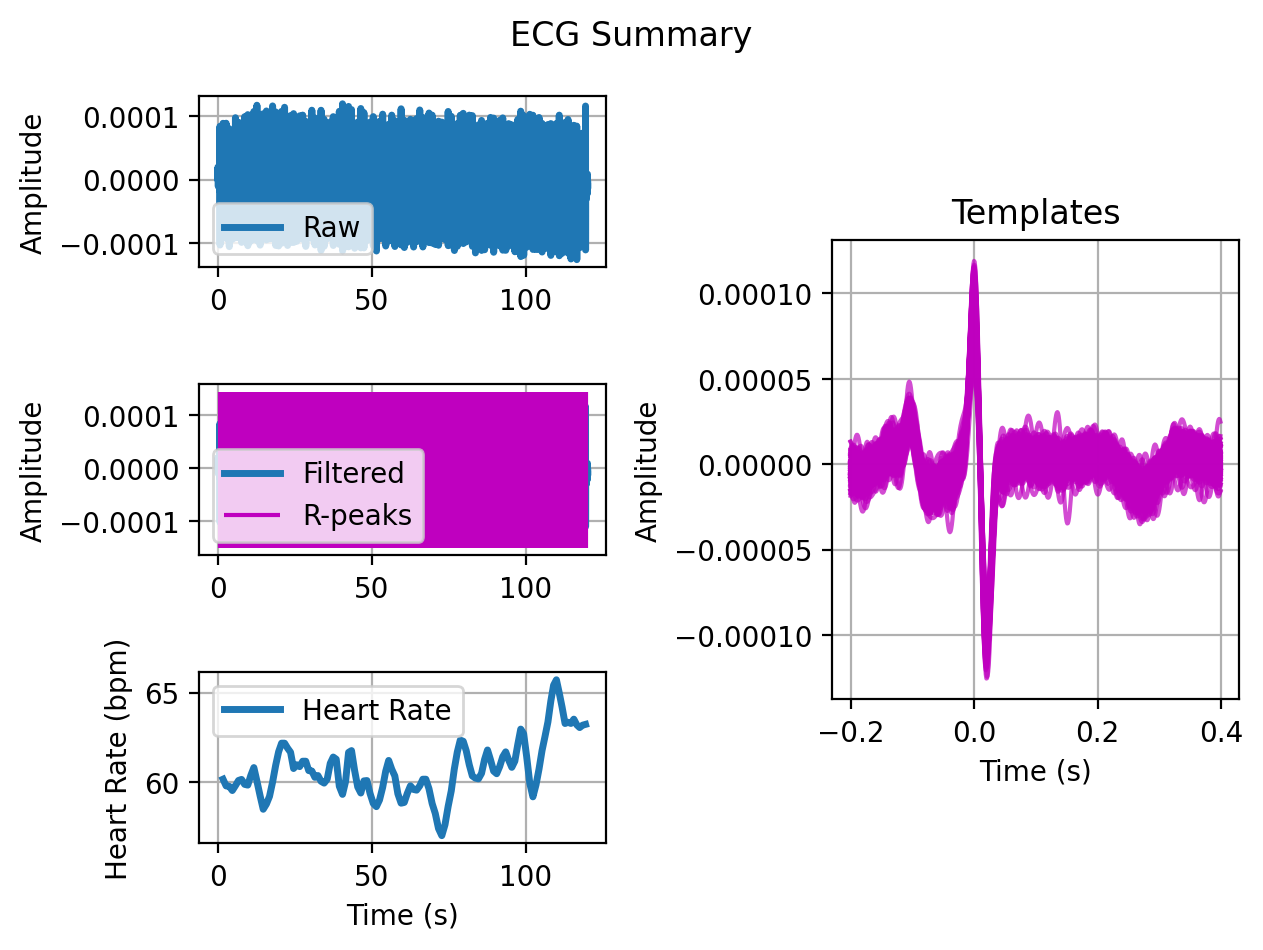 ECG Summary
Amplitude
0.0001
0.0000
−0.0001
Raw
0 50 100
Amplitude
0.0001
0.0000
−0.0001
Filtered
R-peaks
0 50 100
Heart Rate (bpm)
65
60
Heart Rate
0 50 100
Time (s)
Templates
Amplitude
0.00010
0.00005
0.00000
−0.00005
−0.00010
−0.2 0.0 0.2 0.4
Time (s)